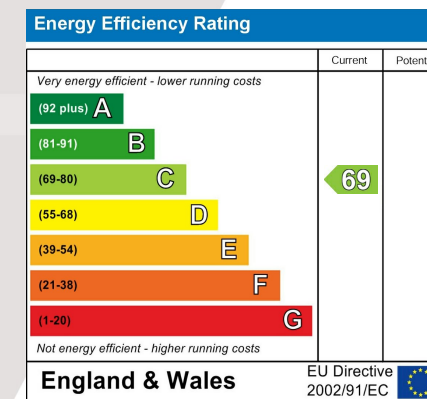 Energy Efficiency Rating
Current Potent
Very energy efficient - lower running costs
(92 plus) A
(81-91) B
(69-80) C
69
(55-68) D
(39-54) E
(21-38) F
(1-20) G
Not energy efficient - higher running costs
England & Wales
EU Directive
2002/91/EC